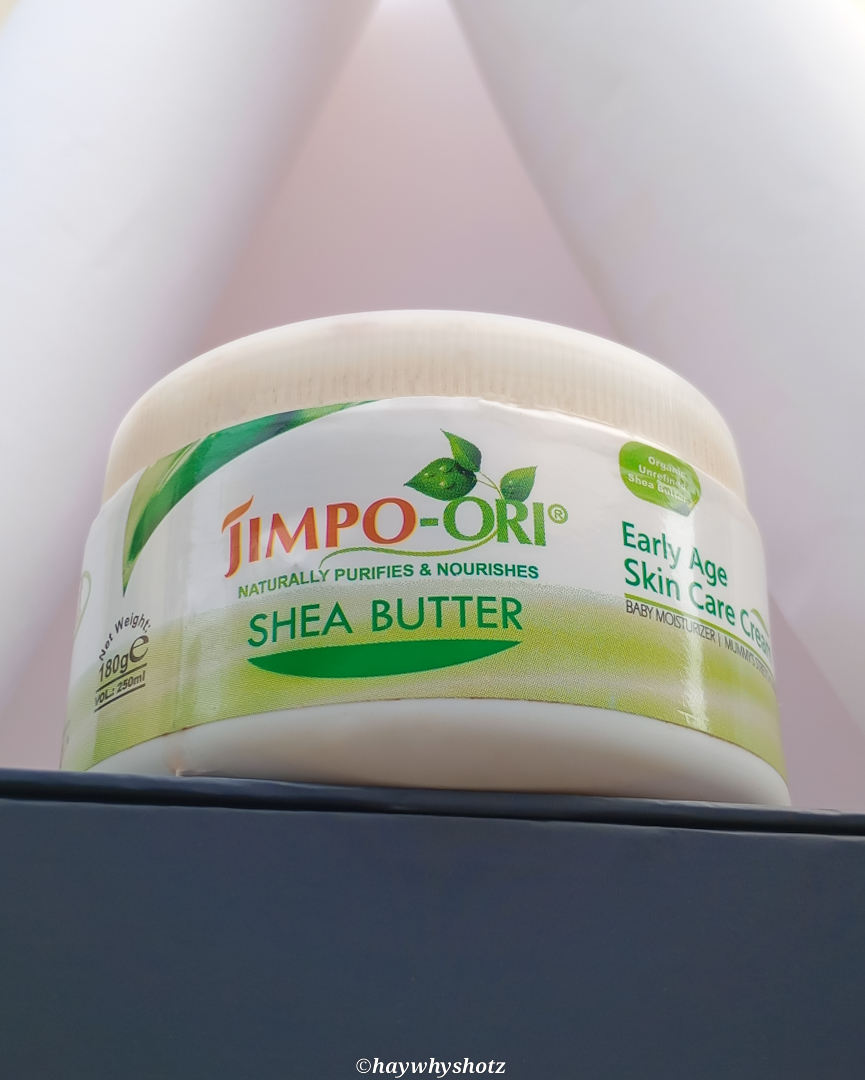 JIMPO-ORI®
NATURALLY PURIFIES & NOURISHES
SHEA BUTTER
Net Weight:
180g℮
VOL.: 250ml
Organic
Unrefined
Shea Butter
Early Age
Skin Care Cream
BABY MOISTURIZER | MUMMY'S
©haywhyshotz